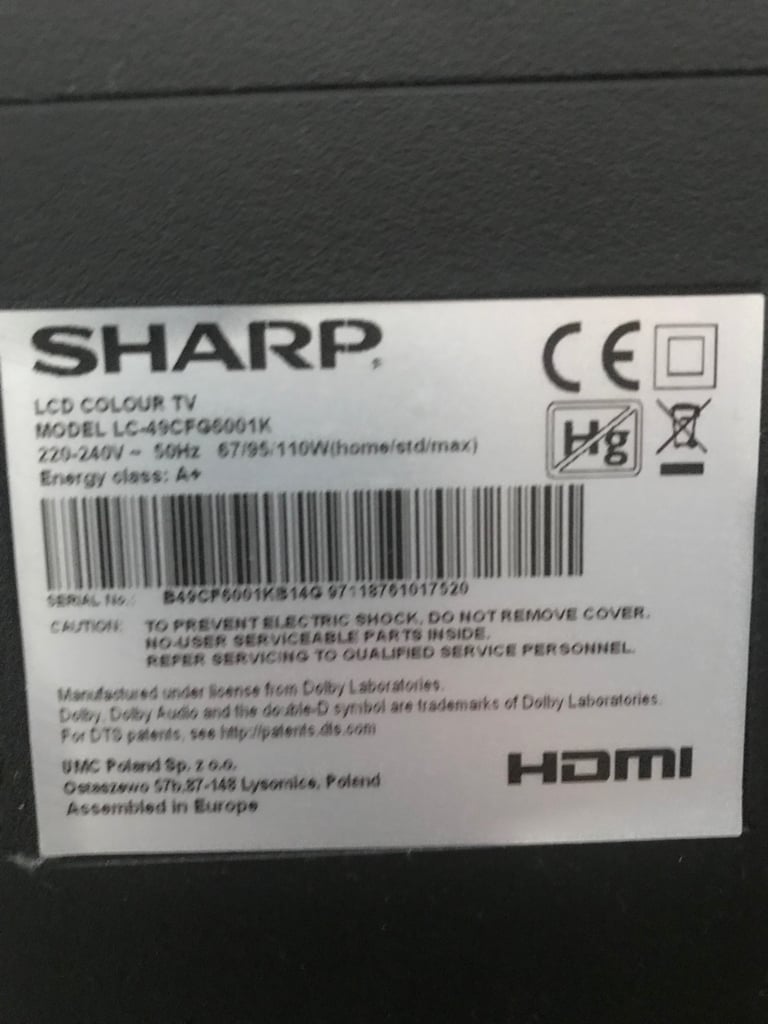 SHARP
CE
LCD COLOUR TV
MODEL LC-49CFG6001K
Hg
220-240V ~ 50Hz 67/95/110W(home/std/max)
Energy class: A+
SERIAL No.: B49CF6001KB14G 97118761017520
CAUTION: TO PREVENT ELECTRIC SHOCK, DO NOT REMOVE COVER.
NO-USER SERVICEABLE PARTS INSIDE.
REFER SERVICING TO QUALIFIED SERVICE PERSONNEL.
Manufactured under license from Dolby Laboratories.
Dolby, Dolby Audio and the double-D symbol are trademarks of Dolby Laboratories.
For DTS patents, see http://patents.dts.com
UMC Poland Sp. z o.o.
Ostaszewo 57b,87-148 Lysomice, Poland
Assembled in Europe
HDMI